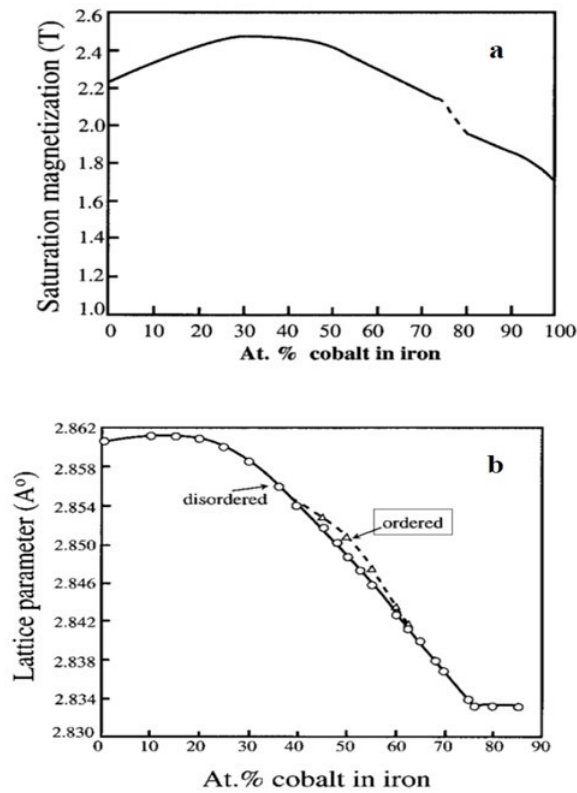 2.6
2.4
2.2
2.0
1.8
1.6
1.4
1.2
1.0
Saturation magnetization (T)
a
0 10 20 30 40 50 60 70 80 90 100
At. % cobalt in iron
2.862
2.858
2.854
2.850
2.846
2.842
2.838
2.834
2.830
Lattice parameter (A⁰)
b
disordered
ordered
0 10 20 30 40 50 60 70 80 90
At.% cobalt in iron